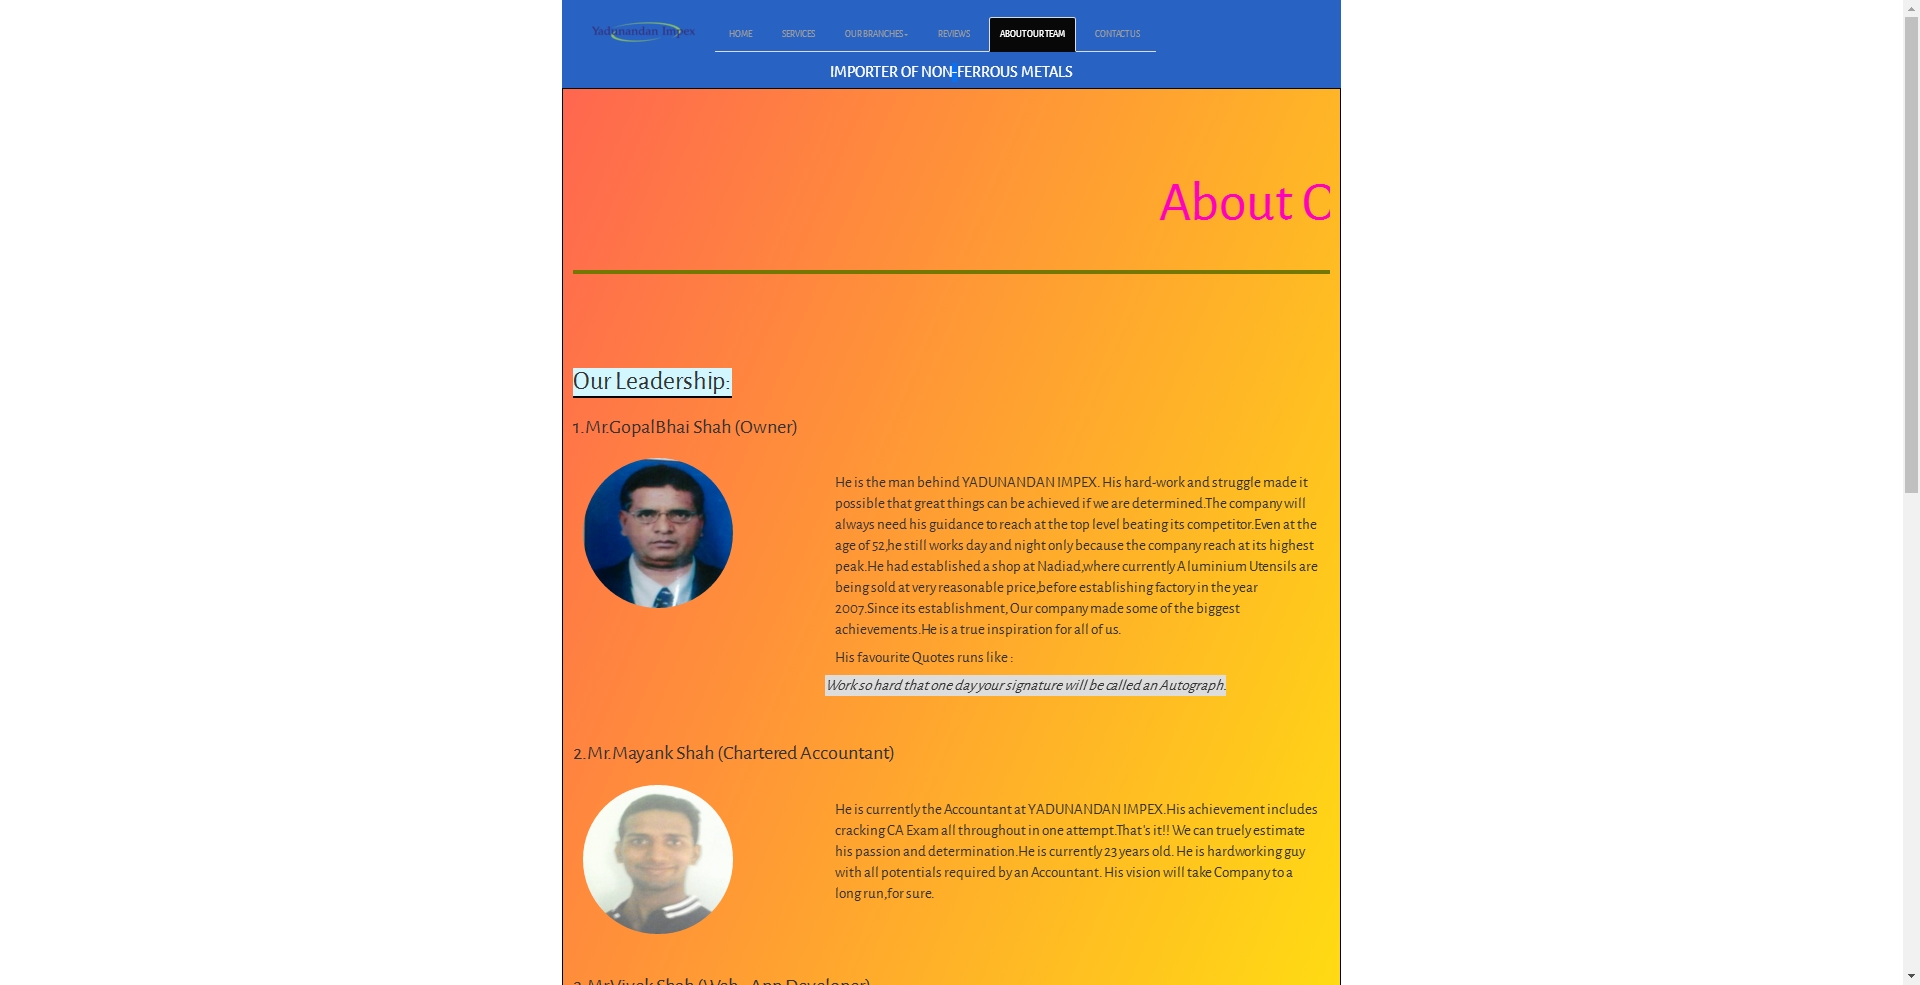 Yadunandan Impex
HOME SERVICES OUR BRANCHES REVIEWS ABOUT OUR TEAM CONTACT US
IMPORTER OF NON-FERROUS METALS
About O
Our Leadership:
1.Mr.GopalBhai Shah (Owner)
He is the man behind YADUNANDAN IMPEX. His hard-work and struggle made it
possible that great things can be achieved if we are determined.The company will
always need his guidance to reach at the top level beating its competitor.Even at the
age of 52,he still works day and night only because the company reach at its highest
peak.He had established a shop at Nadiad,where currently Aluminium Utensils are
being sold at very reasonable price,before establishing factory in the year
2007.Since its establishment, Our company made some of the biggest
achievements.He is a true inspiration for all of us.
His favourite Quotes runs like :
Work so hard that one day your signature will be called an Autograph.
2.Mr.Mayank Shah (Chartered Accountant)
He is currently the Accountant at YADUNANDAN IMPEX.His achievement includes
cracking CA Exam all throughout in one attempt.That's it!! We can truely estimate
his passion and determination.He is currently 23 years old. He is hardworking guy
with all potentials required by an Accountant. His vision will take Company to a
long run,for sure.
3.Mr.Vivek Shah (Web - App Developer)